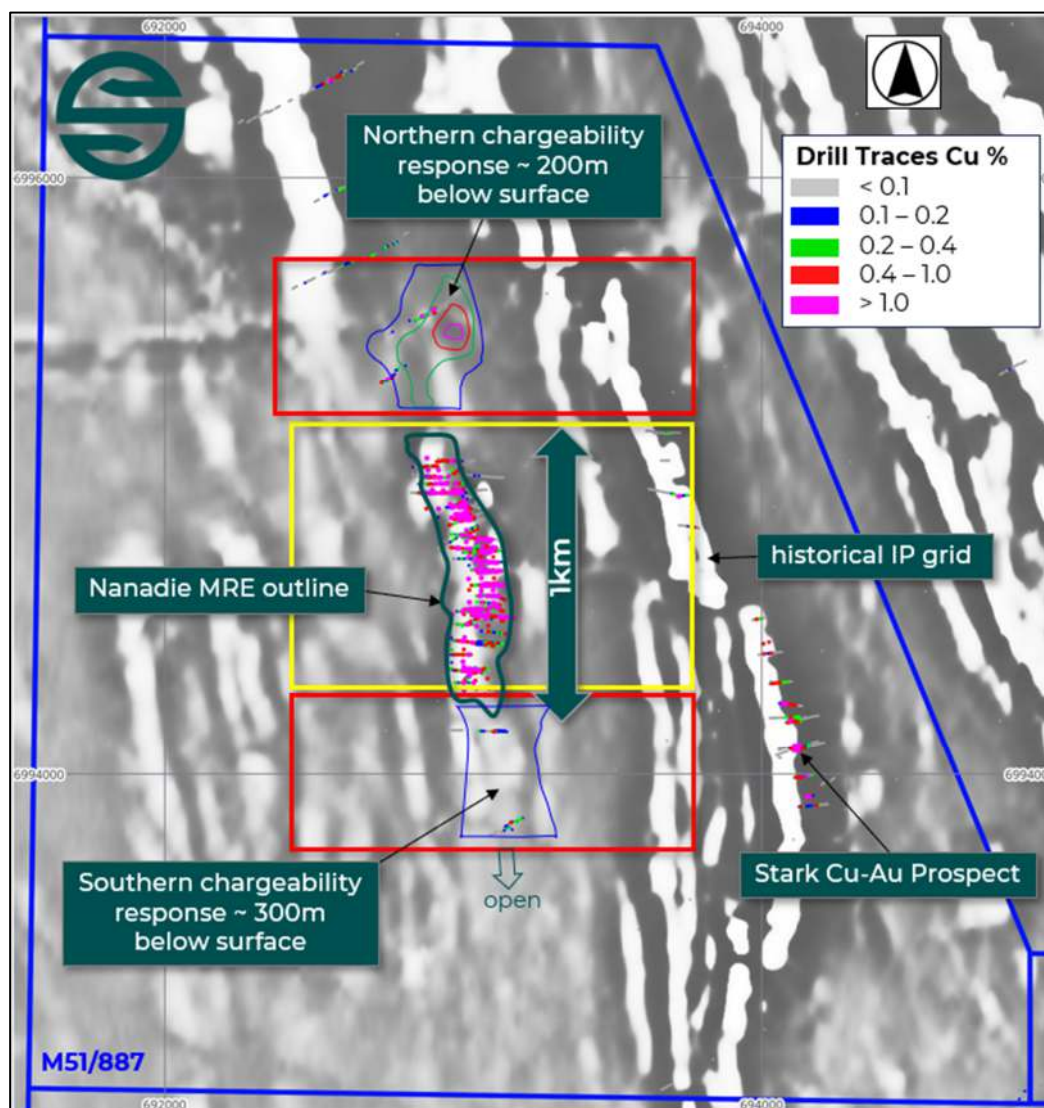 692000
694000
Northern chargeability
response ~ 200m
below surface
Drill Traces Cu %
< 0.1
0.1 – 0.2
0.2 – 0.4
0.4 – 1.0
> 1.0
6996000
Nanadie MRE outline
1km
historical IP grid
6994000
6994000
Southern chargeability
response ~ 300m
below surface
open
Stark Cu-Au Prospect
M51/887
692000
694000